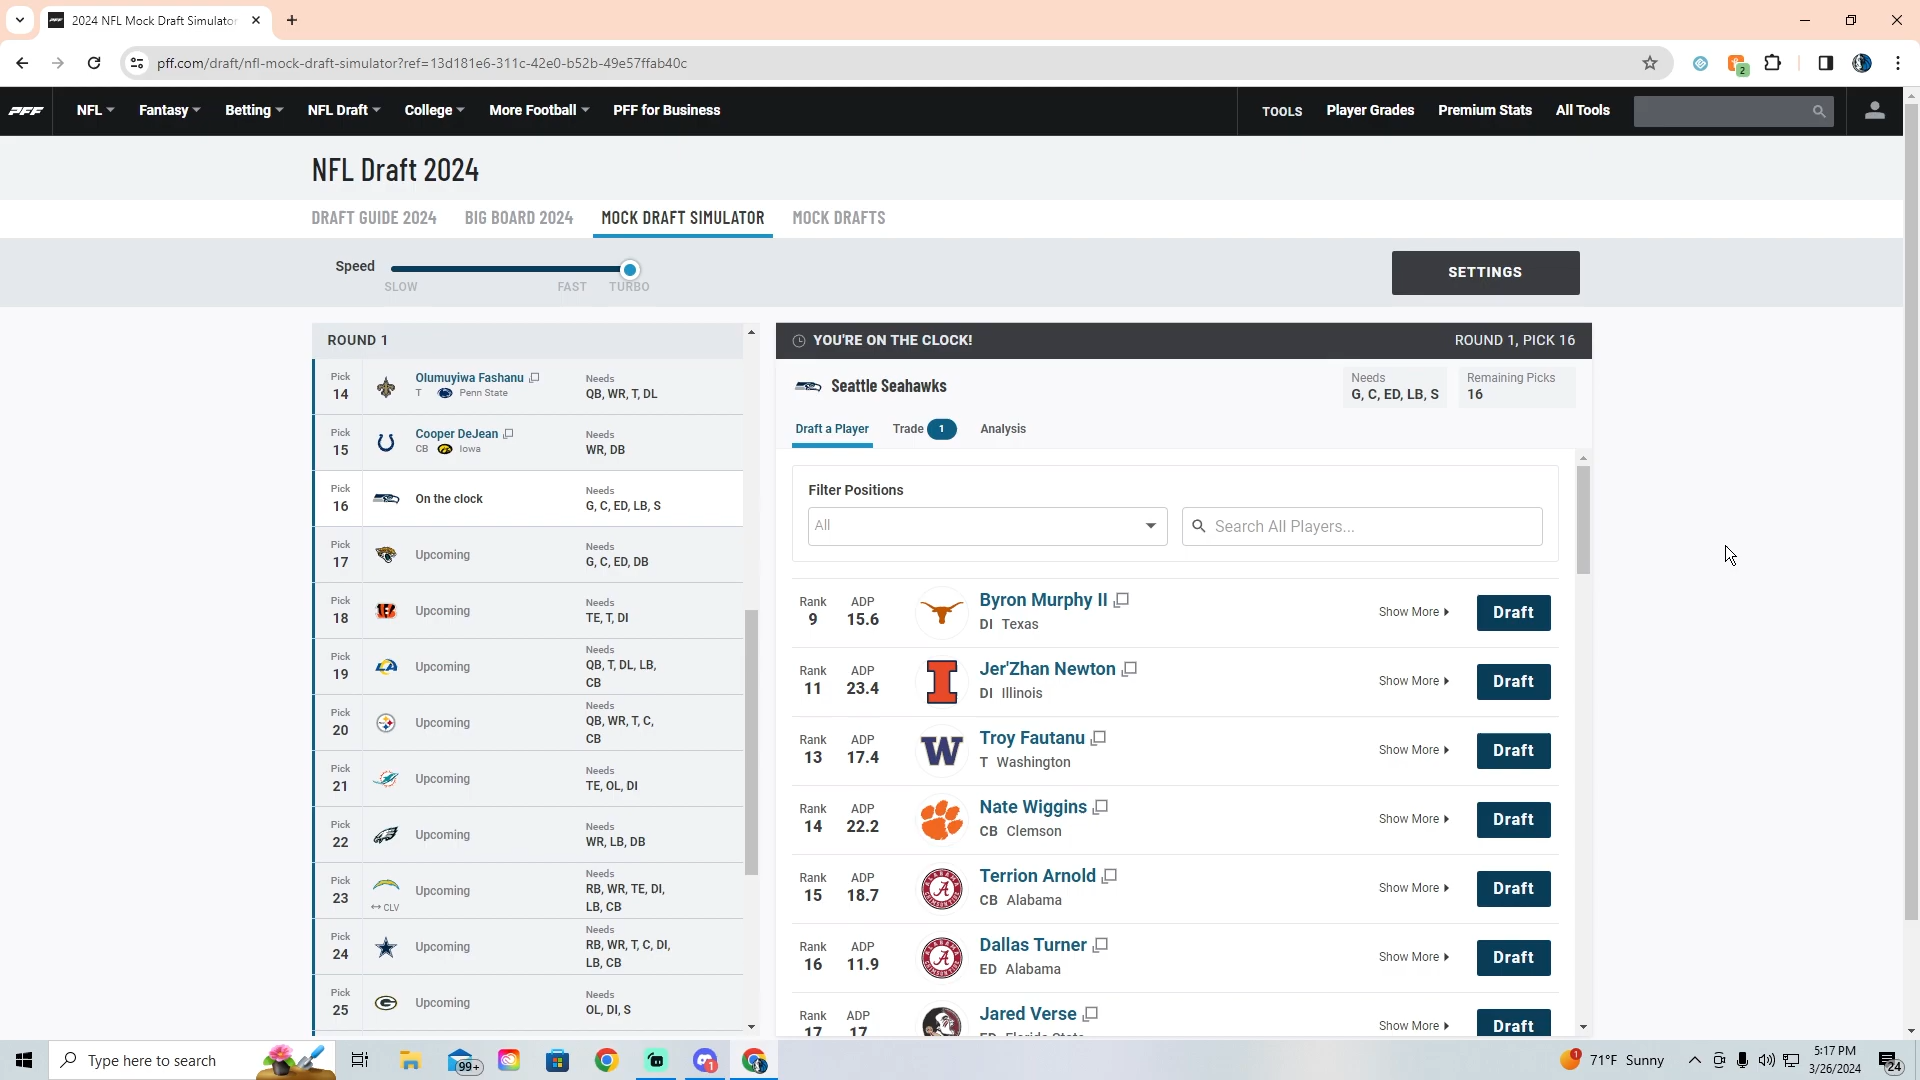 2024 NFL Mock Draft Simulator
pff.com/draft/nfl-mock-draft-simulator?ref=13d181e6-311c-42e0-b52b-49e57ffab40c
2
PFF
NFL
Fantasy
Betting
NFL Draft
College
More Football
PFF for Business
TOOLS
Player Grades
Premium Stats
All Tools
NFL Draft 2024
DRAFT GUIDE 2024
BIG BOARD 2024
MOCK DRAFT SIMULATOR
MOCK DRAFTS
Speed
SLOW
FAST
TURBO
SETTINGS
ROUND 1
Pick
14
Olumuyiwa Fashanu
T Penn State
Needs
QB, WR, T, DL
Pick
15
Cooper DeJean
CB Iowa
Needs
WR, DB
Pick
16
On the clock
Needs
G, C, ED, LB, S
Pick
17
Upcoming
Needs
G, C, ED, DB
Pick
18
Upcoming
Needs
TE, T, DI
Pick
19
Upcoming
Needs
QB, T, DL, LB,
CB
Pick
20
Upcoming
Needs
QB, WR, T, C,
CB
Pick
21
Upcoming
Needs
TE, OL, DI
Pick
22
Upcoming
Needs
WR, LB, DB
Pick
23
↔ CLV
Upcoming
Needs
RB, WR, TE, DI,
LB, CB
Pick
24
Upcoming
Needs
RB, WR, T, C, DI,
LB, CB
Pick
25
Upcoming
Needs
OL, DI, S
YOU'RE ON THE CLOCK!
ROUND 1, PICK 16
Seattle Seahawks
Needs
G, C, ED, LB, S
Remaining Picks
16
Draft a Player
Trade 1
Analysis
Filter Positions
All
Search All Players...
Rank
9
ADP
15.6
Byron Murphy II
DI Texas
Show More
Draft
Rank
11
ADP
23.4
Jer'Zhan Newton
DI Illinois
Show More
Draft
Rank
13
ADP
17.4
Troy Fautanu
T Washington
Show More
Draft
Rank
14
ADP
22.2
Nate Wiggins
CB Clemson
Show More
Draft
Rank
15
ADP
18.7
Terrion Arnold
CB Alabama
Show More
Draft
Rank
16
ADP
11.9
Dallas Turner
ED Alabama
Show More
Draft
Rank
17
ADP
17
Jared Verse
ED Florida State
Show More
Draft
Type here to search
99+
1
1
71°F Sunny
5:17 PM
3/26/2024
24